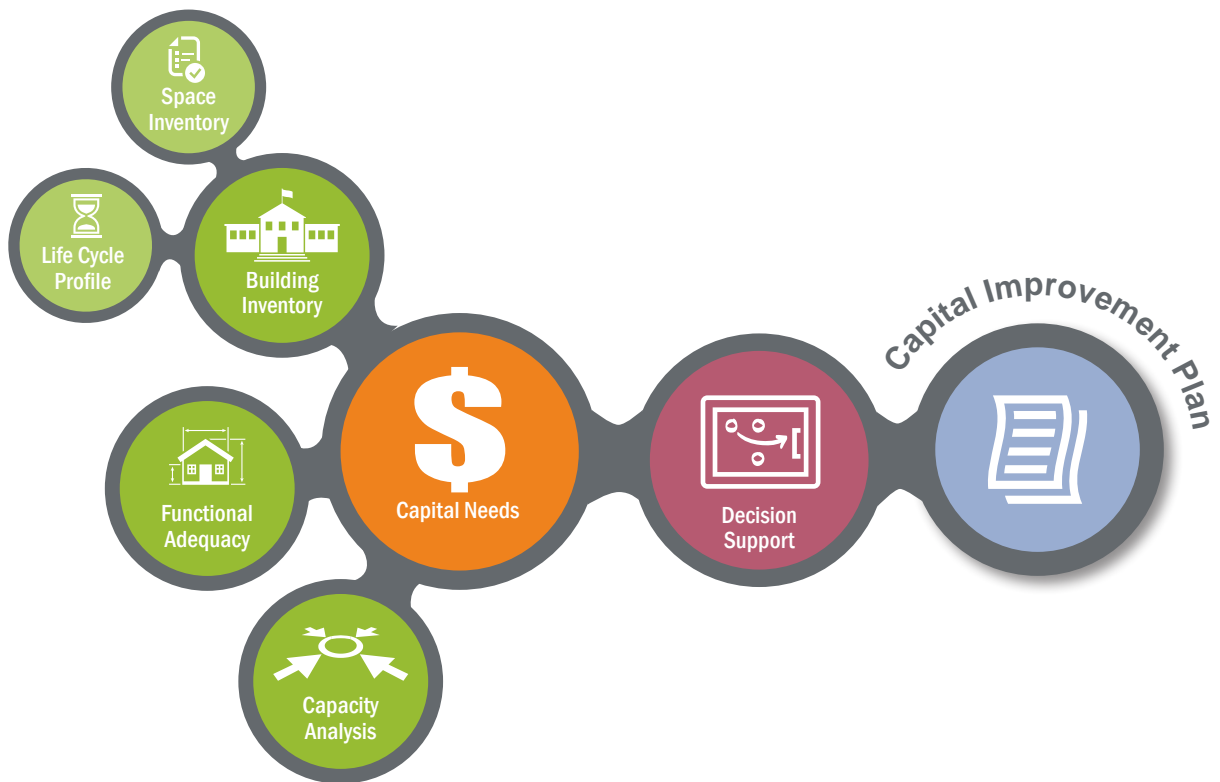 Space
Inventory
Life Cycle
Profile
Building
Inventory
Capital Improvement Plan
$
Capital Needs
Functional
Adequacy
Decision
Support
Capacity
Analysis